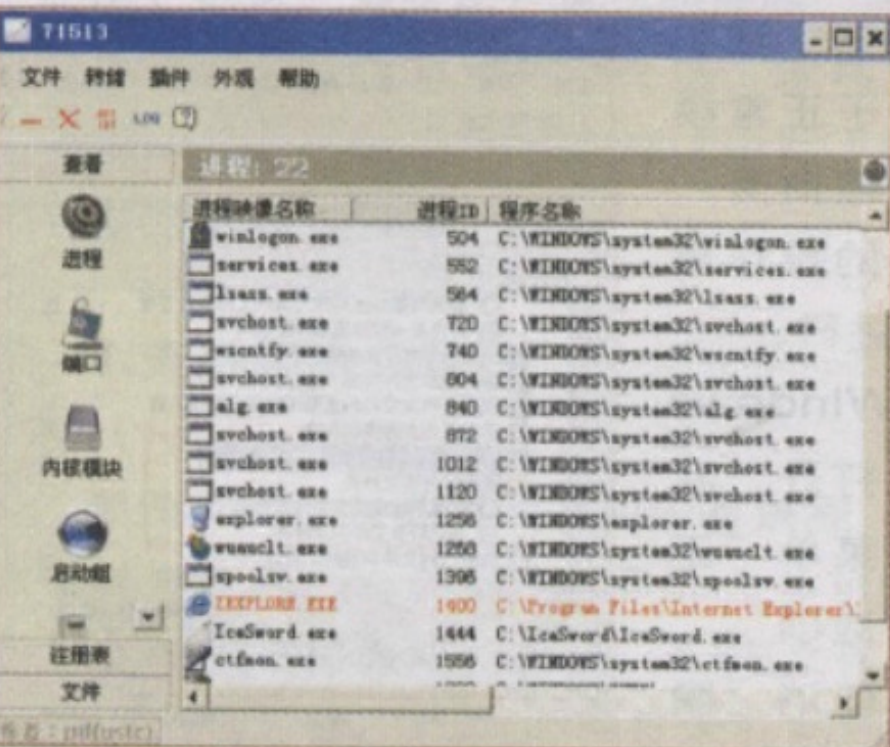 71513
文件 转储 插件 外观 帮助
LOG
查看
进程: 22
进程映像名称 进程ID 程序名称
winlogon.exe 504 C:\WINDOWS\system32\winlogon.exe
services.exe 552 C:\WINDOWS\system32\services.exe
lsass.exe 564 C:\WINDOWS\system32\lsass.exe
svchost.exe 720 C:\WINDOWS\system32\svchost.exe
wscntfy.exe 740 C:\WINDOWS\system32\wscntfy.exe
svchost.exe 804 C:\WINDOWS\system32\svchost.exe
alg.exe 840 C:\WINDOWS\system32\alg.exe
svchost.exe 872 C:\WINDOWS\system32\svchost.exe
svchost.exe 1012 C:\WINDOWS\system32\svchost.exe
svchost.exe 1120 C:\WINDOWS\system32\svchost.exe
explorer.exe 1256 C:\WINDOWS\explorer.exe
wuauclt.exe 1268 C:\WINDOWS\system32\wuauclt.exe
spoolsv.exe 1396 C:\WINDOWS\system32\spoolsv.exe
IEXPLORE.EXE 1400 C:\Program Files\Internet Explorer\
IceSword.exe 1444 C:\IceSword\IceSword.exe
ctfmon.exe 1556 C:\WINDOWS\system32\ctfmon.exe
进程
端口
内核模块
启动组
注册表
文件
作者：pjf(ustc)